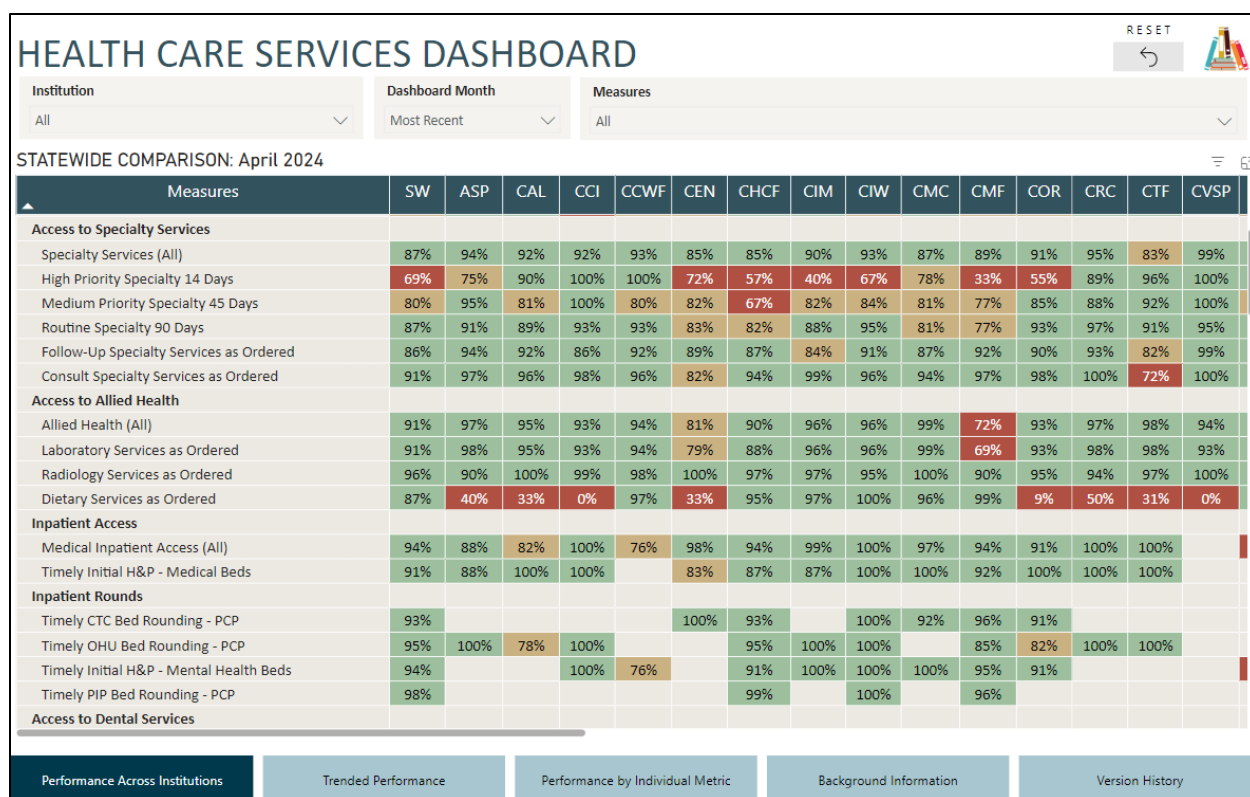 RESET
HEALTH CARE SERVICES DASHBOARD
Institution Dashboard Month Measures
All Most Recent All
STATEWIDE COMPARISON: April 2024
Measures SW ASP CAL CCI CCWF CEN CHCF CIM CIW CMC CMF COR CRC CTF CVSP
Access to Specialty Services
Specialty Services (All) 87% 94% 92% 92% 93% 85% 85% 90% 93% 87% 89% 91% 95% 83% 99%
High Priority Specialty 14 Days 69% 75% 90% 100% 100% 72% 57% 40% 67% 78% 33% 55% 89% 96% 100%
Medium Priority Specialty 45 Days 80% 95% 81% 100% 80% 82% 67% 82% 84% 81% 77% 85% 88% 92% 100%
Routine Specialty 90 Days 87% 91% 89% 93% 93% 83% 82% 88% 95% 81% 77% 93% 97% 91% 95%
Follow-Up Specialty Services as Ordered 86% 94% 92% 86% 92% 89% 87% 84% 91% 87% 92% 90% 93% 82% 99%
Consult Specialty Services as Ordered 91% 97% 96% 98% 96% 82% 94% 99% 96% 94% 97% 98% 100% 72% 100%
Access to Allied Health
Allied Health (All) 91% 97% 95% 93% 94% 81% 90% 96% 96% 99% 72% 93% 97% 98% 94%
Laboratory Services as Ordered 91% 98% 95% 93% 94% 79% 88% 96% 96% 99% 69% 93% 98% 98% 93%
Radiology Services as Ordered 96% 90% 100% 99% 98% 100% 97% 97% 95% 100% 90% 95% 94% 97% 100%
Dietary Services as Ordered 87% 40% 33% 0% 97% 33% 95% 97% 100% 96% 99% 9% 50% 31% 0%
Inpatient Access
Medical Inpatient Access (All) 94% 88% 82% 100% 76% 98% 94% 99% 100% 97% 94% 91% 100% 100%
Timely Initial H&P - Medical Beds 91% 88% 100% 100% 83% 87% 87% 100% 100% 92% 100% 100% 100%
Inpatient Rounds
Timely CTC Bed Rounding - PCP 93% 100% 93% 100% 92% 96% 91%
Timely OHU Bed Rounding - PCP 95% 100% 78% 100% 95% 100% 100% 85% 82% 100% 100%
Timely Initial H&P - Mental Health Beds 94% 100% 76% 91% 100% 100% 100% 95% 91%
Timely PIP Bed Rounding - PCP 98% 99% 100% 96%
Access to Dental Services
Performance Across Institutions Trended Performance Performance by Individual Metric Background Information Version History